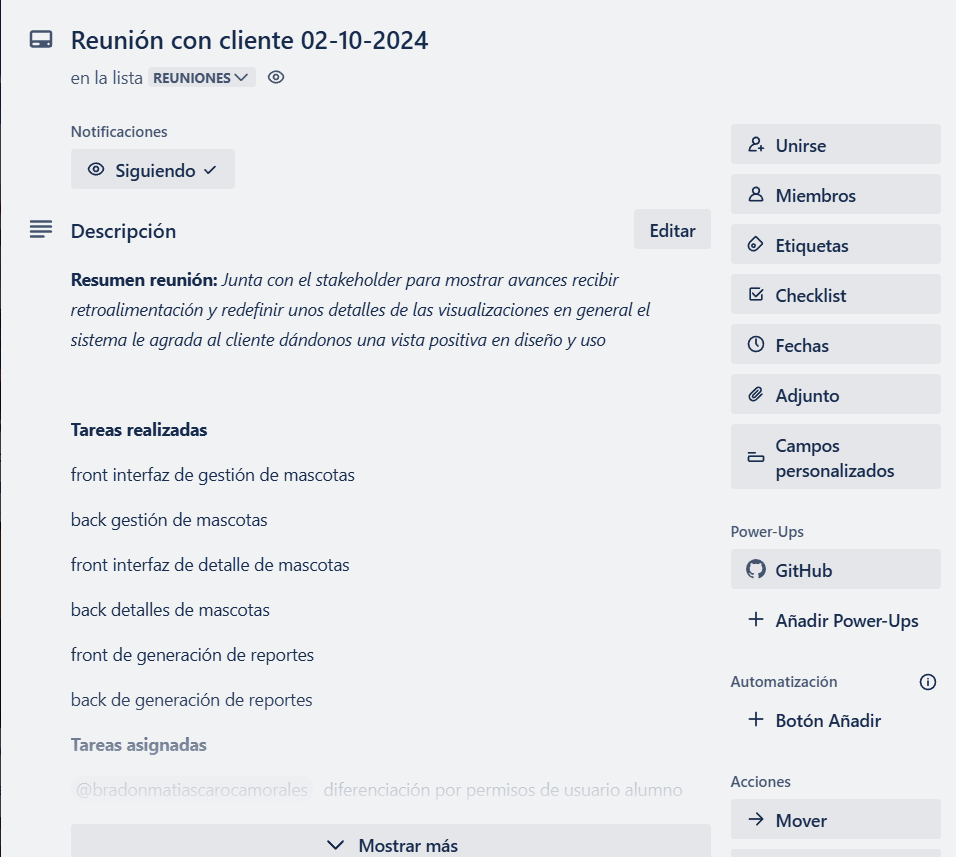 Reunión con cliente 02-10-2024
en la lista REUNIONES
Notificaciones
Siguiendo
Descripción
Editar
Resumen reunión: Junta con el stakeholder para mostrar avances recibir
retroalimentación y redefinir unos detalles de las visualizaciones en general el
sistema le agrada al cliente dándonos una vista positiva en diseño y uso
Tareas realizadas
front interfaz de gestión de mascotas
back gestión de mascotas
front interfaz de detalle de mascotas
back detalles de mascotas
front de generación de reportes
back de generación de reportes
Tareas asignadas
@bradonmatiascarocamorales diferenciación por permisos de usuario alumno
Mostrar más
Unirse
Miembros
Etiquetas
Checklist
Fechas
Adjunto
Campos
personalizados
Power-Ups
GitHub
Añadir Power-Ups
Automatización
Botón Añadir
Acciones
Mover